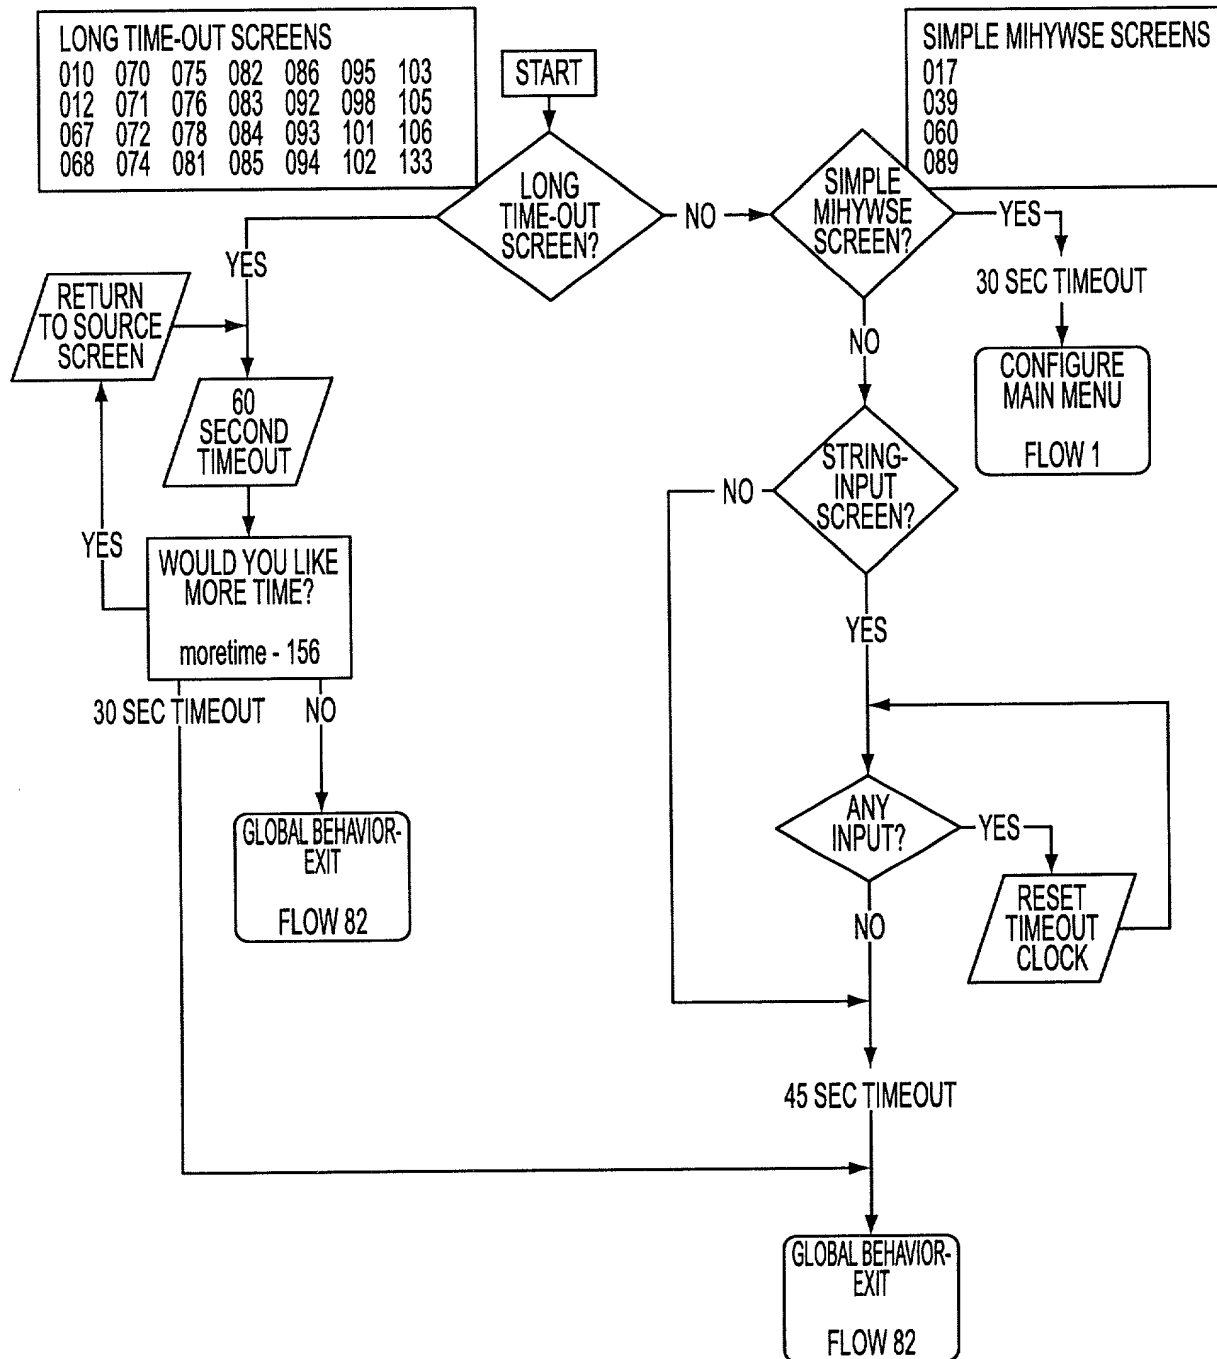 LONG TIME-OUT SCREENS
010 070 075 082 086 095 103
012 071 076 083 092 098 105
067 072 078 084 093 101 106
068 074 081 085 094 102 133
START
SIMPLE MIHYWSE SCREENS
017
039
060
089
LONG
TIME-OUT
SCREEN?
NO
SIMPLE
MIHYWSE
SCREEN?
YES
30 SEC TIMEOUT
CONFIGURE
MAIN MENU
FLOW 1
YES
RETURN
TO SOURCE
SCREEN
60
SECOND
TIMEOUT
YES
WOULD YOU LIKE
MORE TIME?
moretime - 156
30 SEC TIMEOUT
NO
GLOBAL BEHAVIOR-
EXIT
FLOW 82
NO
STRING-
INPUT
SCREEN?
NO
YES
ANY
INPUT?
YES
RESET
TIMEOUT
CLOCK
NO
45 SEC TIMEOUT
GLOBAL BEHAVIOR-
EXIT
FLOW 82